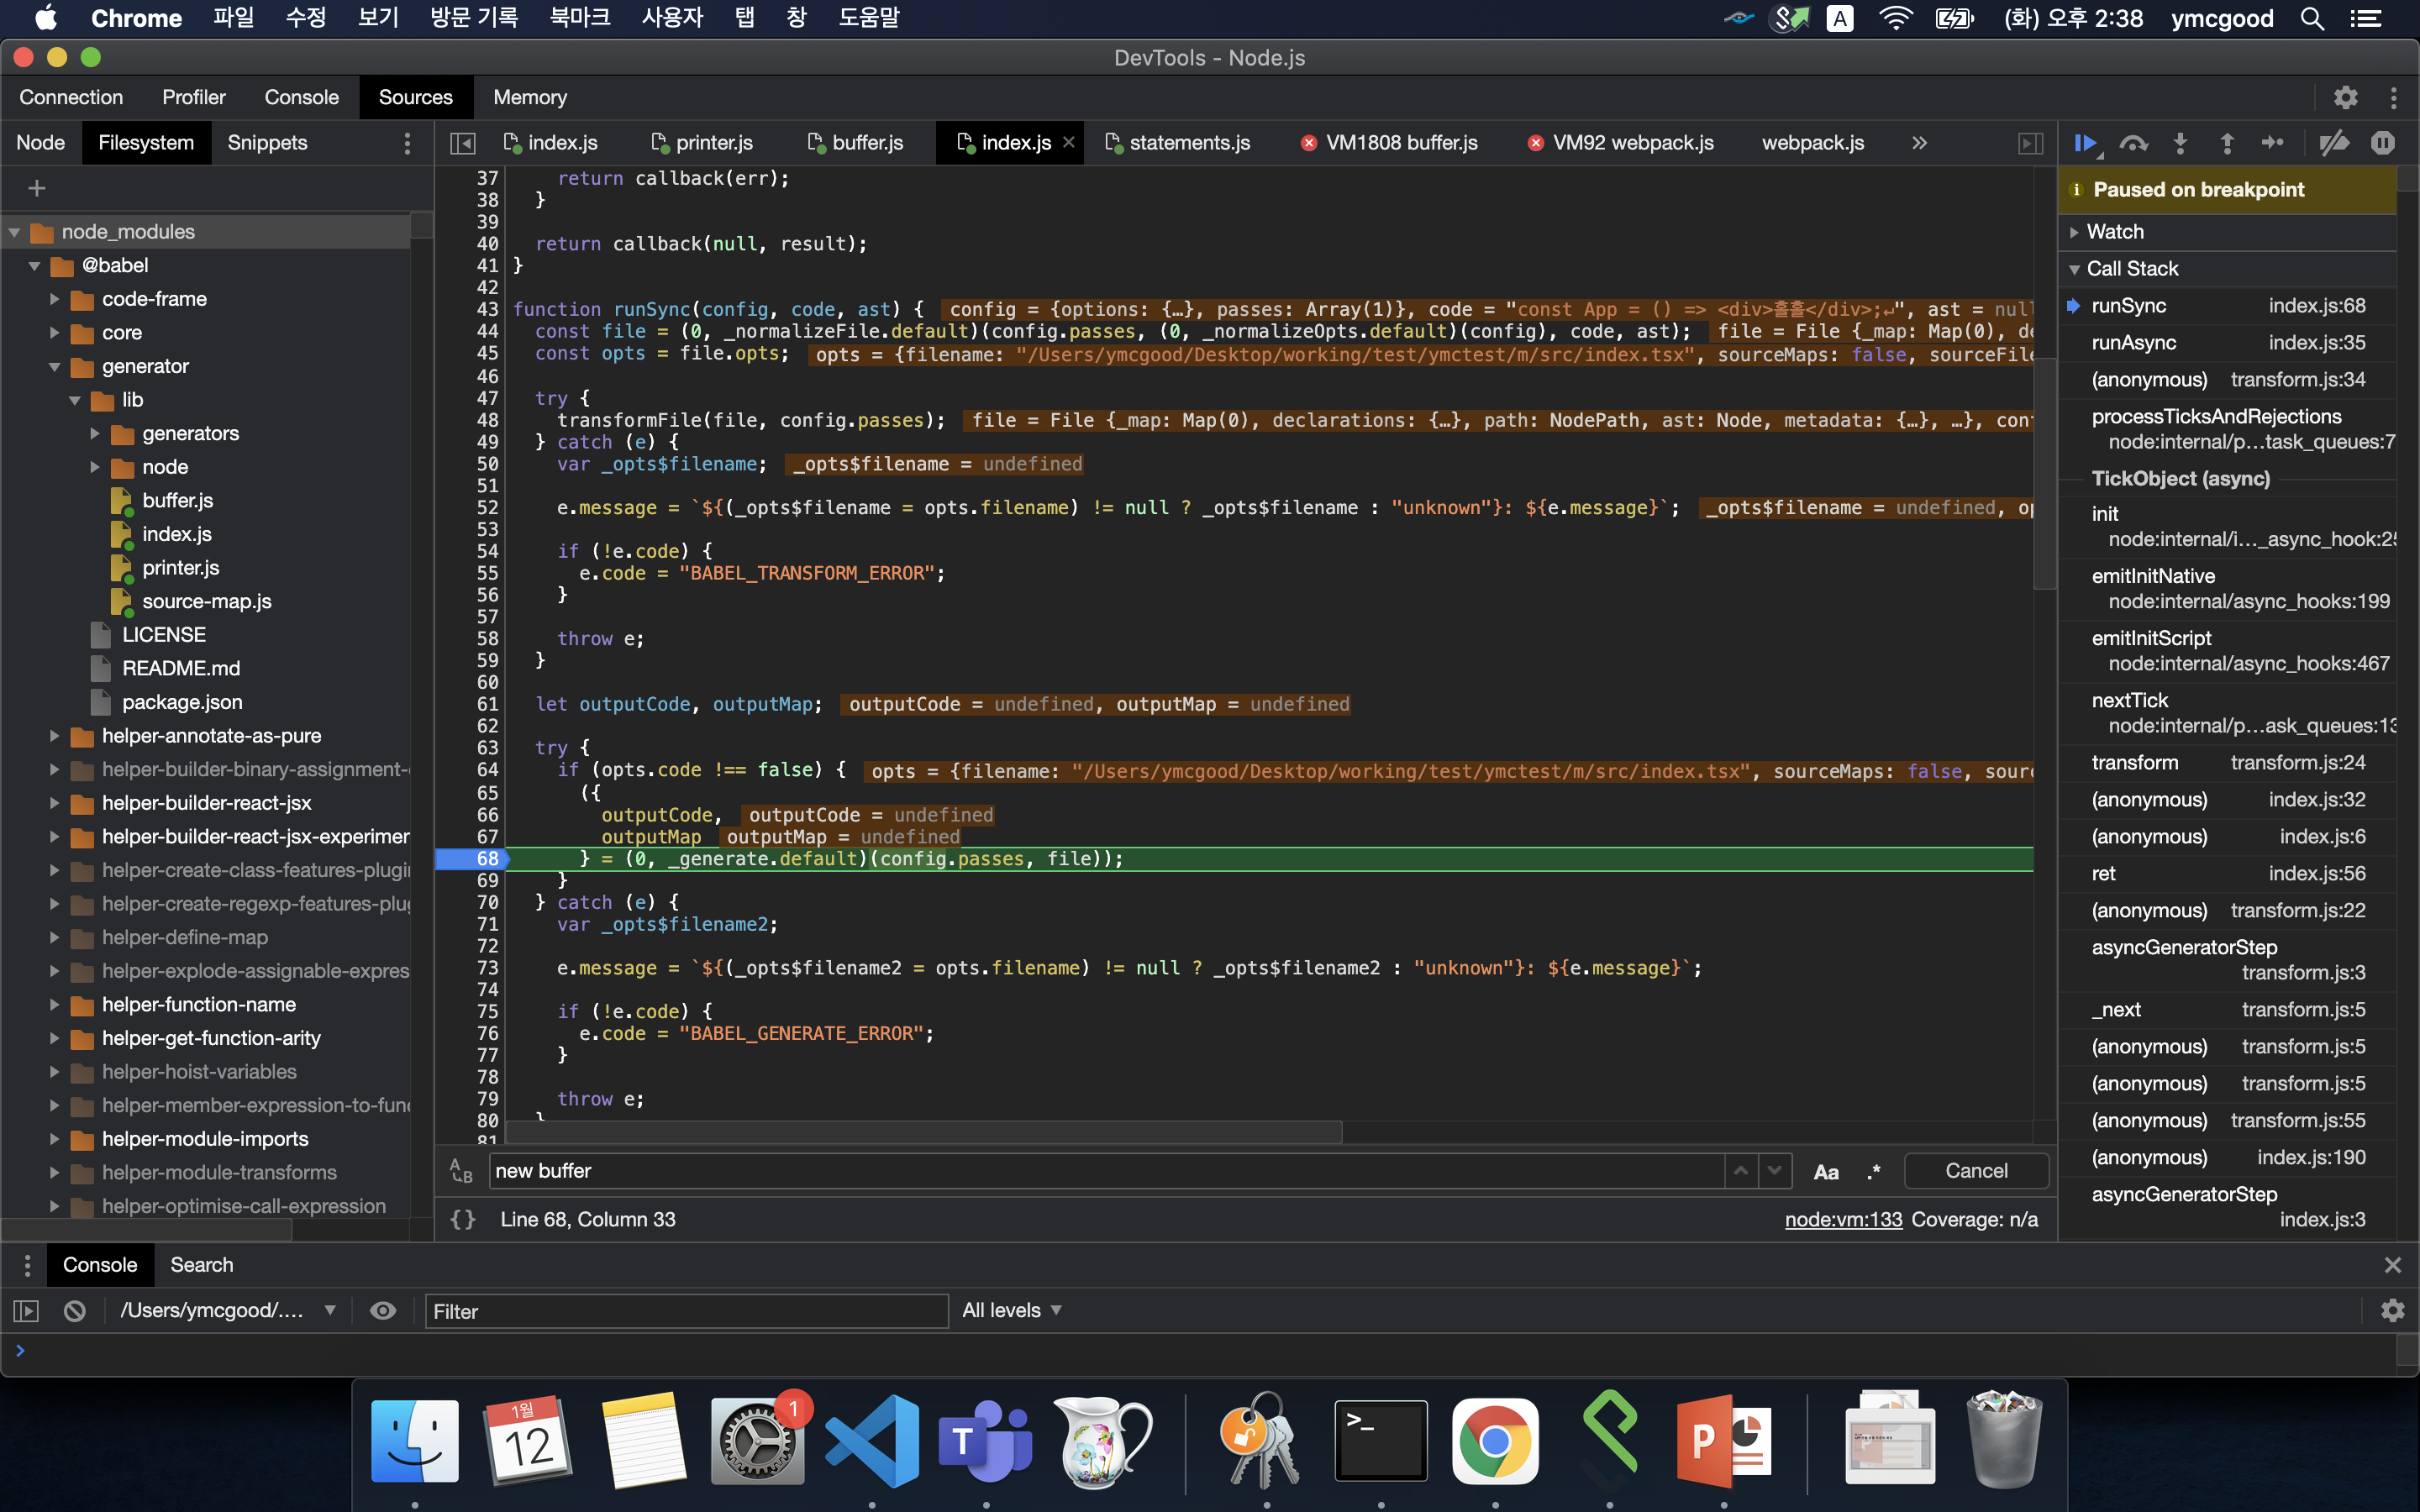 Chrome 파일 수정 보기 방문 기록 북마크 사용자 탭 창 도움말 A (화) 오후 2:38 ymcgood
DevTools - Node.js
Connection Profiler Console Sources Memory
Node Filesystem Snippets
index.js printer.js buffer.js index.js statements.js VM1808 buffer.js VM92 webpack.js webpack.js »
node_modules
@babel
code-frame
core
generator
lib
generators
node
buffer.js
index.js
printer.js
source-map.js
LICENSE
README.md
package.json
helper-annotate-as-pure
helper-builder-binary-assignment-
helper-builder-react-jsx
helper-builder-react-jsx-experimer
helper-create-class-features-plugi
helper-create-regexp-features-plu
helper-define-map
helper-explode-assignable-expres
helper-function-name
helper-get-function-arity
helper-hoist-variables
helper-member-expression-to-fun
helper-module-imports
helper-module-transforms
helper-optimise-call-expression
37 return callback(err);
38 }
39
40 return callback(null, result);
41 }
42
43 function runSync(config, code, ast) { config = {options: {…}, passes: Array(1)}, code = "const App = () => <div>홀홀</div>;↵", ast = null
44 const file = (0, _normalizeFile.default)(config.passes, (0, _normalizeOpts.default)(config), code, ast); file = File {_map: Map(0), de
45 const opts = file.opts; opts = {filename: "/Users/ymcgood/Desktop/working/test/ymctest/m/src/index.tsx", sourceMaps: false, sourceFile
46
47 try {
48 transformFile(file, config.passes); file = File {_map: Map(0), declarations: {…}, path: NodePath, ast: Node, metadata: {…}, …}, con
49 } catch (e) {
50 var _opts$filename; _opts$filename = undefined
51
52 e.message = `${(_opts$filename = opts.filename) != null ? _opts$filename : "unknown"}: ${e.message}`; _opts$filename = undefined, op
53
54 if (!e.code) {
55 e.code = "BABEL_TRANSFORM_ERROR";
56 }
57
58 throw e;
59 }
60
61 let outputCode, outputMap; outputCode = undefined, outputMap = undefined
62
63 try {
64 if (opts.code !== false) { opts = {filename: "/Users/ymcgood/Desktop/working/test/ymctest/m/src/index.tsx", sourceMaps: false, sour
65 ({
66 outputCode, outputCode = undefined
67 outputMap outputMap = undefined
68 } = (0, _generate.default)(config.passes, file));
69 }
70 } catch (e) {
71 var _opts$filename2;
72
73 e.message = `${(_opts$filename2 = opts.filename) != null ? _opts$filename2 : "unknown"}: ${e.message}`;
74
75 if (!e.code) {
76 e.code = "BABEL_GENERATE_ERROR";
77 }
78
79 throw e;
80 }
81
new buffer Aa .* Cancel
{} Line 68, Column 33 node:vm:133 Coverage: n/a
Paused on breakpoint
Watch
Call Stack
runSync index.js:68
runAsync index.js:35
(anonymous) transform.js:34
processTicksAndRejections
node:internal/p…task_queues:7
TickObject (async)
init
node:internal/i…_async_hook:25
emitInitNative
node:internal/async_hooks:199
emitInitScript
node:internal/async_hooks:467
nextTick
node:internal/p…ask_queues:13
transform transform.js:24
(anonymous) index.js:32
(anonymous) index.js:6
ret index.js:56
(anonymous) transform.js:22
asyncGeneratorStep
transform.js:3
_next transform.js:5
(anonymous) transform.js:5
(anonymous) transform.js:5
(anonymous) transform.js:55
(anonymous) index.js:190
asyncGeneratorStep
index.js:3
Console Search
/Users/ymcgood/.… Filter All levels
1월
12
1
T
>_
P